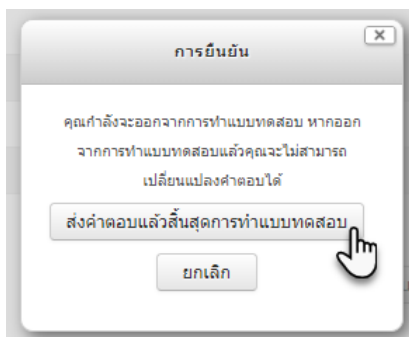 การยืนยัน
คุณกำลังจะออกจากการทำแบบทดสอบ หากออก
จากการทำแบบทดสอบแล้วคุณจะไม่สามารถ
เปลี่ยนแปลงคำตอบได้
ส่งคำตอบแล้วสิ้นสุดการทำแบบทดสอบ
ยกเลิก